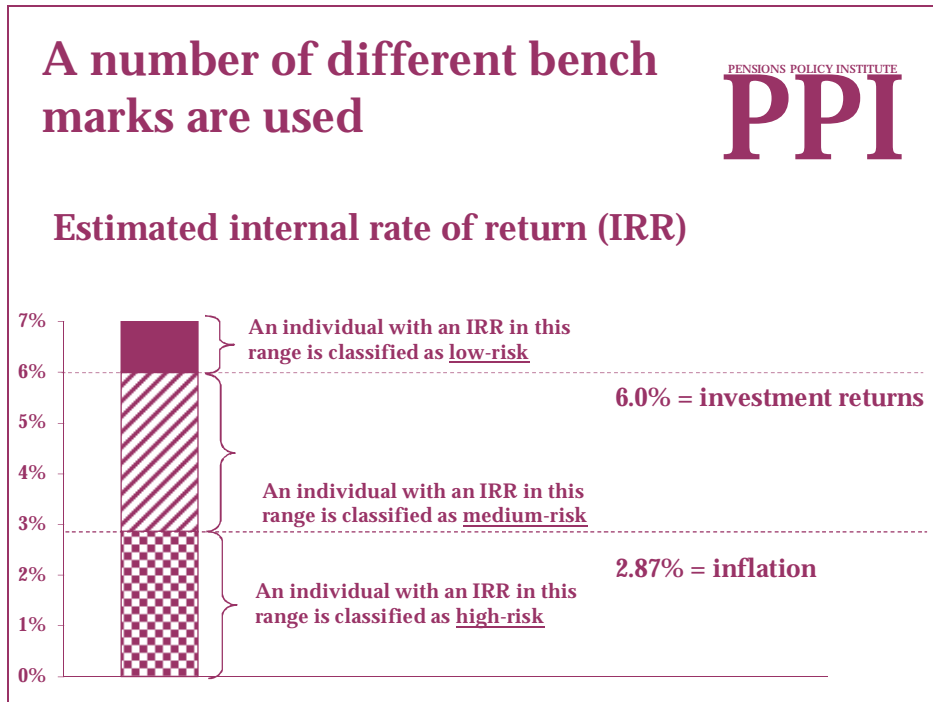 A number of different bench
marks are used
PENSIONS POLICY INSTITUTE
PPI
Estimated internal rate of return (IRR)
7%
An individual with an IRR in this
range is classified as low-risk
6%
6.0% = investment returns
5%
4%
An individual with an IRR in this
range is classified as medium-risk
3%
2.87% = inflation
2%
An individual with an IRR in this
range is classified as high-risk
1%
0%